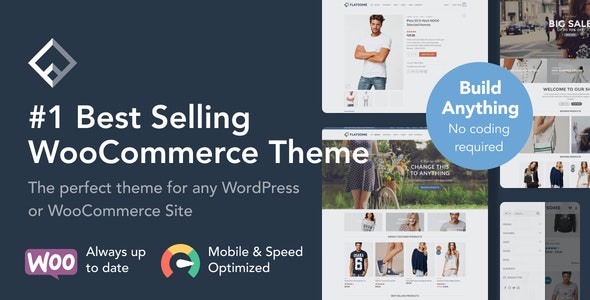 #1 Best Selling
WooCommerce Theme
The perfect theme for any WordPress
or WooCommerce Site
WOO
Always up
to date
Mobile & Speed
Optimized
Build
Anything
No coding
required
FLATSOME
BIG SALE
FLATSOME
CHANGE THIS
TO ANYTHING
WELCOME TO OUR